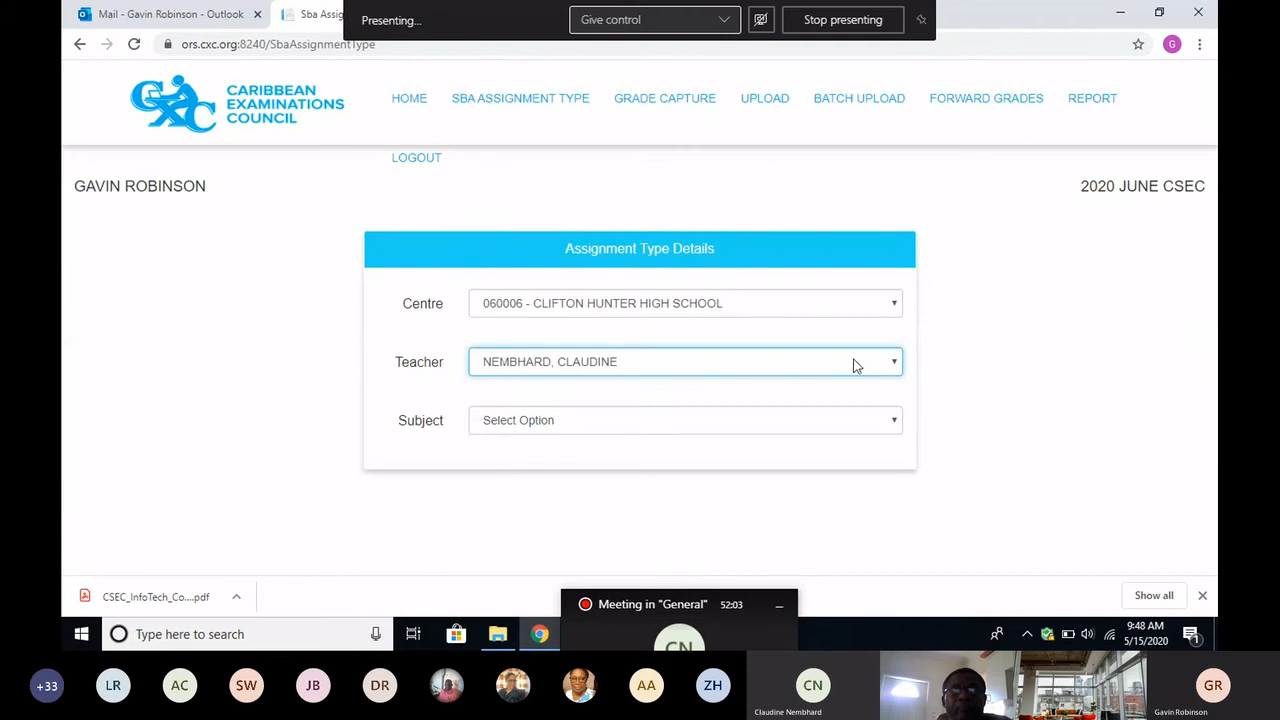 Mail - Gavin Robinson - Outlook
Sba Assig
Presenting...
Give control
Stop presenting
ors.cxc.org:8240/SbaAssignmentType
G
CXC
CARIBBEAN
EXAMINATIONS
COUNCIL
HOME
SBA ASSIGNMENT TYPE
GRADE CAPTURE
UPLOAD
BATCH UPLOAD
FORWARD GRADES
REPORT
LOGOUT
GAVIN ROBINSON
2020 JUNE CSEC
Assignment Type Details
Centre
060006 - CLIFTON HUNTER HIGH SCHOOL
Teacher
NEMBHARD, CLAUDINE
Subject
Select Option
CSEC_InfoTech_Co....pdf
Show all
Meeting in "General"
52:03
CN
Type here to search
9:48 AM
5/15/2020
1
+33
LR
AC
SW
JB
DR
AA
ZH
CN
GR
Claudine Nembhard
Gavin Robinson